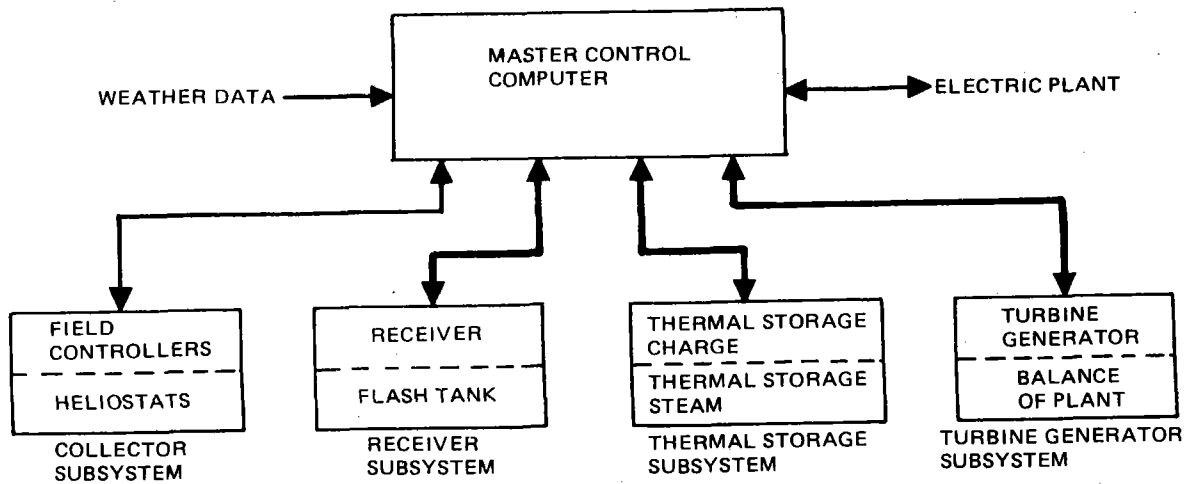 MASTER CONTROL
COMPUTER
WEATHER DATA
ELECTRIC PLANT
FIELD
CONTROLLERS
HELIOSTATS
COLLECTOR
SUBSYSTEM
RECEIVER
FLASH TANK
RECEIVER
SUBSYSTEM
THERMAL STORAGE
CHARGE
THERMAL STORAGE
STEAM
THERMAL STORAGE
SUBSYSTEM
TURBINE
GENERATOR
BALANCE
OF PLANT
TURBINE GENERATOR
SUBSYSTEM